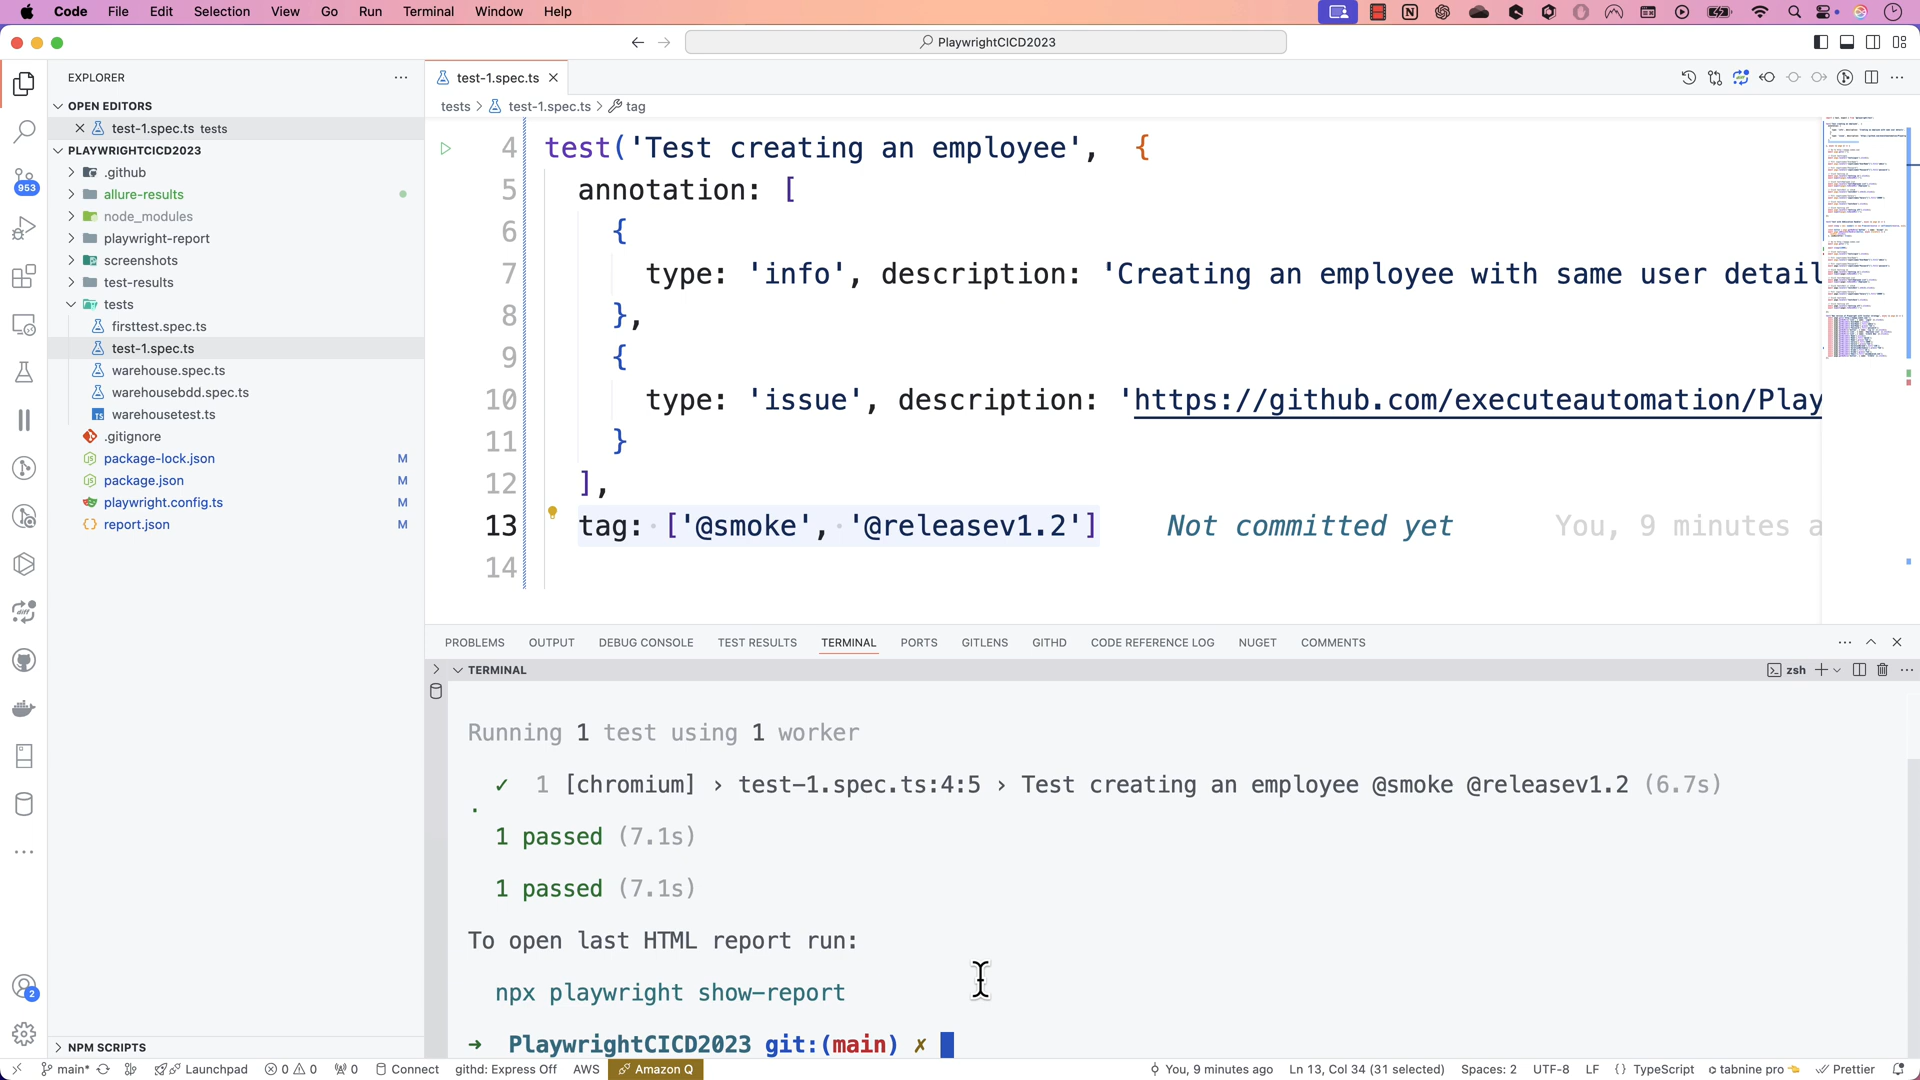 Code File Edit Selection View Go Run Terminal Window Help
PlaywrightCICD2023
EXPLORER
test-1.spec.ts
OPEN EDITORS
tests > test-1.spec.ts > tag
test-1.spec.ts tests
PLAYWRIGHTCICD2023
.github
allure-results
node_modules
playwright-report
screenshots
test-results
tests
firsttest.spec.ts
test-1.spec.ts
warehouse.spec.ts
warehousebdd.spec.ts
TS warehousetest.ts
.gitignore
package-lock.json M
package.json M
playwright.config.ts M
report.json M
NPM SCRIPTS
953
2
4 test('Test creating an employee', {
5 annotation: [
6 {
7 type: 'info', description: 'Creating an employee with same user detail
8 },
9 {
10 type: 'issue', description: 'https://github.com/executeautomation/Play
11 }
12 ],
13 tag: ['@smoke', '@releasev1.2'] Not committed yet You, 9 minutes a
14
PROBLEMS OUTPUT DEBUG CONSOLE TEST RESULTS TERMINAL PORTS GITLENS GITHD CODE REFERENCE LOG NUGET COMMENTS
TERMINAL zsh
Running 1 test using 1 worker
✓ 1 [chromium] › test-1.spec.ts:4:5 › Test creating an employee @smoke @releasev1.2 (6.7s)
.
1 passed (7.1s)
1 passed (7.1s)
To open last HTML report run:
npx playwright show-report
➜ PlaywrightCICD2023 git:(main) ✗
main* Launchpad 0 0 0 Connect githd: Express Off AWS Amazon Q You, 9 minutes ago Ln 13, Col 34 (31 selected) Spaces: 2 UTF-8 LF {} TypeScript tabnine pro Prettier